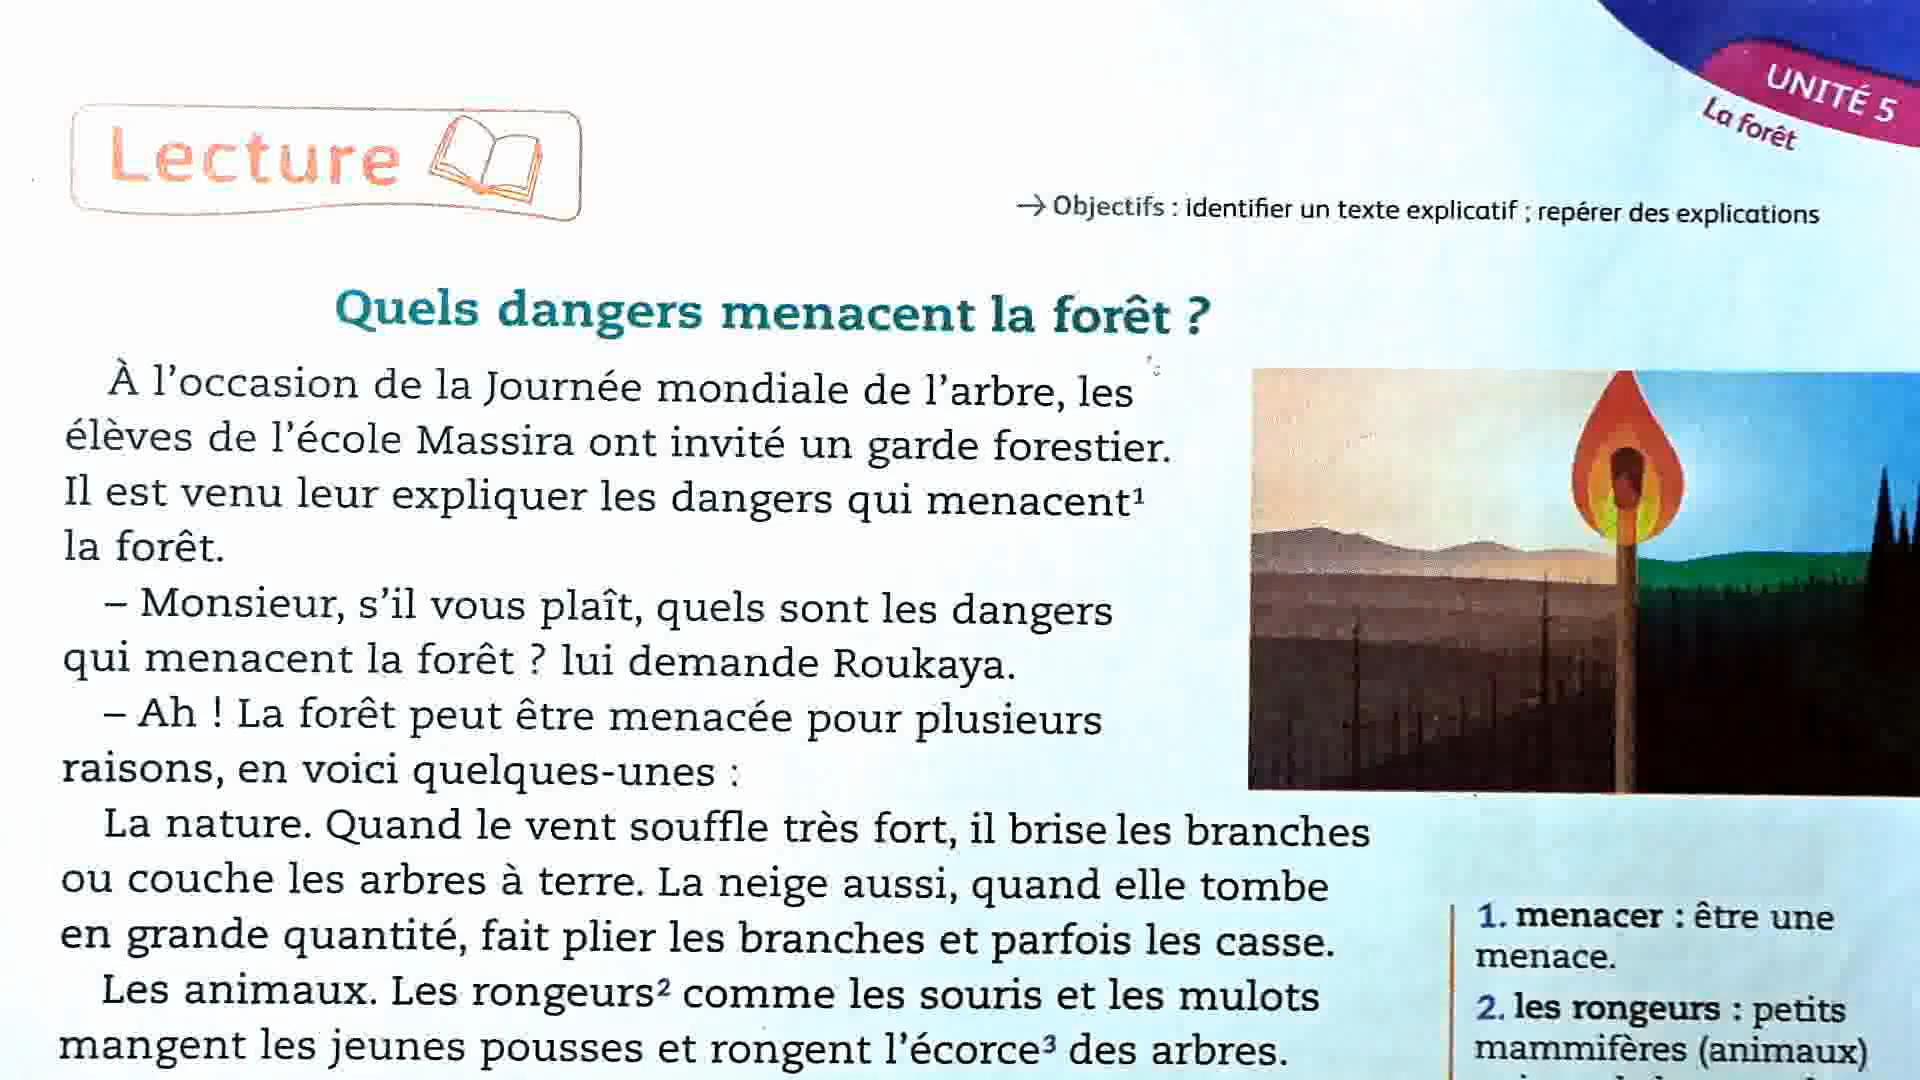 UNITÉ 5
La forêt
Lecture
→ Objectifs : identifier un texte explicatif ; repérer des explications
Quels dangers menacent la forêt ?
À l'occasion de la Journée mondiale de l'arbre, les
élèves de l'école Massira ont invité un garde forestier.
Il est venu leur expliquer les dangers qui menacent¹
la forêt.
– Monsieur, s'il vous plaît, quels sont les dangers
qui menacent la forêt ? lui demande Roukaya.
– Ah ! La forêt peut être menacée pour plusieurs
raisons, en voici quelques-unes :
La nature. Quand le vent souffle très fort, il brise les branches
ou couche les arbres à terre. La neige aussi, quand elle tombe
en grande quantité, fait plier les branches et parfois les casse.
Les animaux. Les rongeurs² comme les souris et les mulots
mangent les jeunes pousses et rongent l'écorce³ des arbres.
1. menacer : être une
menace.
2. les rongeurs : petits
mammifères (animaux)